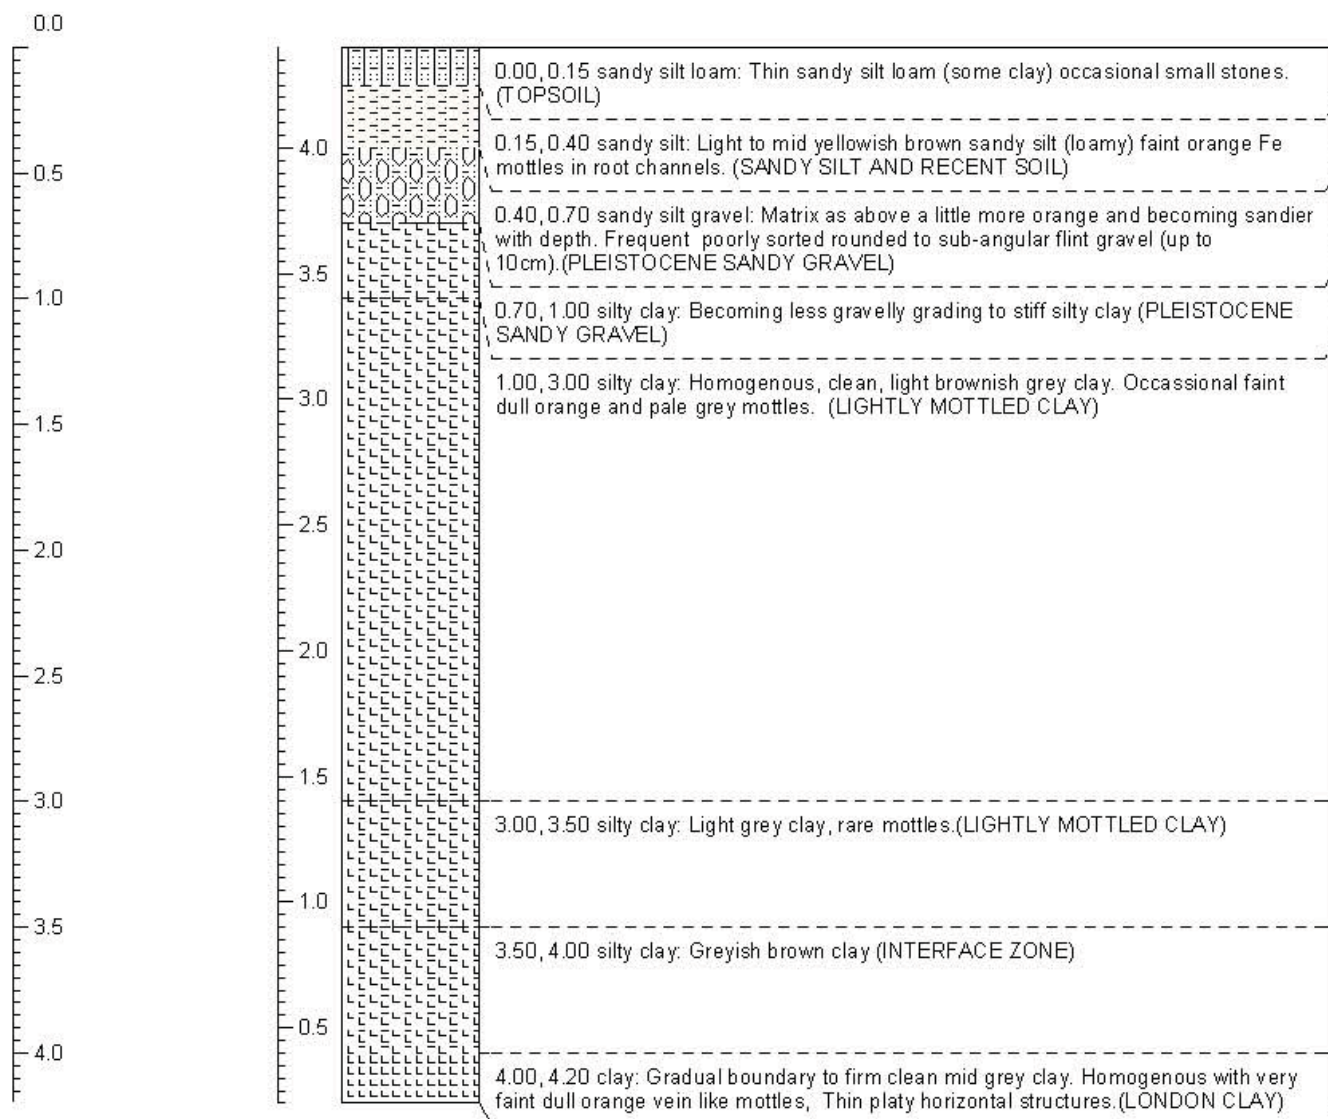 0.0
0.5
1.0
1.5
2.0
2.5
3.0
3.5
4.0
4.0
3.5
3.0
2.5
2.0
1.5
1.0
0.5
0.00, 0.15 sandy silt loam: Thin sandy silt loam (some clay) occasional small stones.
(TOPSOIL)
0.15, 0.40 sandy silt: Light to mid yellowish brown sandy silt (loamy) faint orange Fe
mottles in root channels. (SANDY SILT AND RECENT SOIL)
0.40, 0.70 sandy silt gravel: Matrix as above a little more orange and becoming sandier
with depth. Frequent poorly sorted rounded to sub-angular flint gravel (up to
10cm).(PLEISTOCENE SANDY GRAVEL)
0.70, 1.00 silty clay: Becoming less gravelly grading to stiff silty clay (PLEISTOCENE
SANDY GRAVEL)
1.00, 3.00 silty clay: Homogenous, clean, light brownish grey clay. Occassional faint
dull orange and pale grey mottles. (LIGHTLY MOTTLED CLAY)
3.00, 3.50 silty clay: Light grey clay, rare mottles.(LIGHTLY MOTTLED CLAY)
3.50, 4.00 silty clay: Greyish brown clay (INTERFACE ZONE)
4.00, 4.20 clay: Gradual boundary to firm clean mid grey clay. Homogenous with very
faint dull orange vein like mottles, Thin platy horizontal structures.(LONDON CLAY)